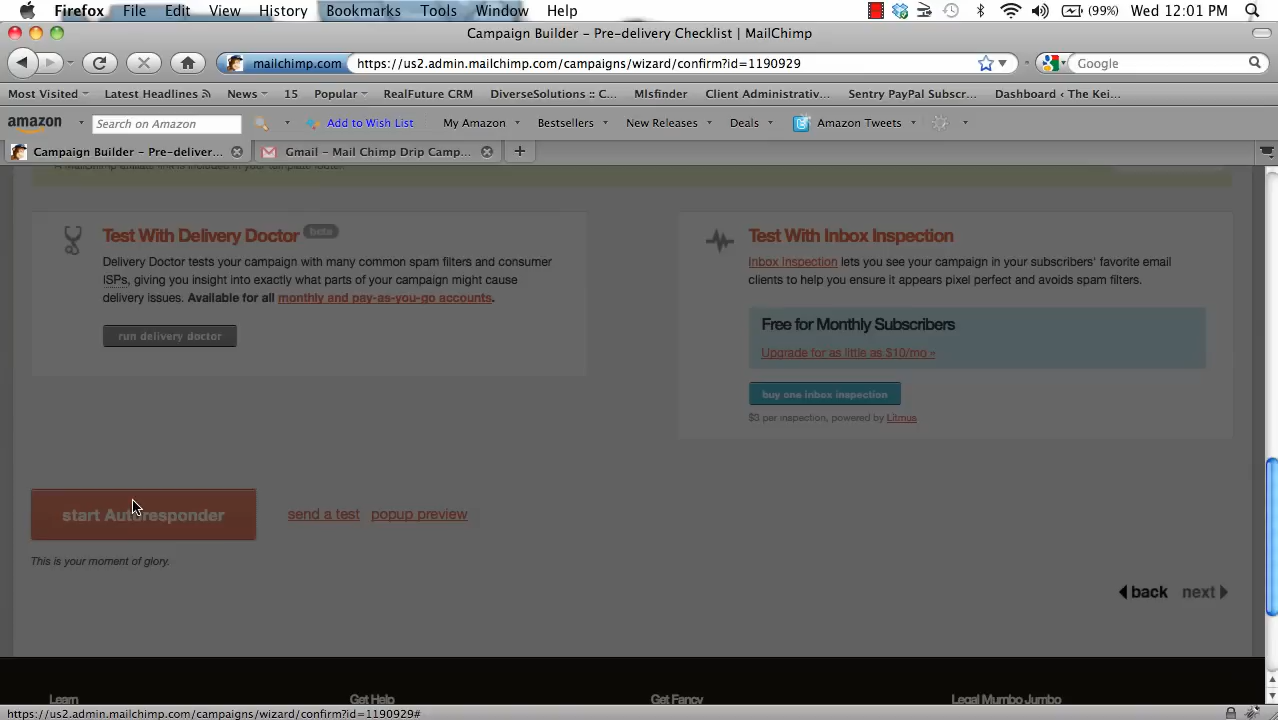 Firefox File Edit View History Bookmarks Tools Window Help (99%) Wed 12:01 PM
Campaign Builder – Pre-delivery Checklist | MailChimp
mailchimp.com https://us2.admin.mailchimp.com/campaigns/wizard/confirm?id=1190929 Google
Most Visited Latest Headlines News 15 Popular RealFuture CRM DiverseSolutions :: C... Mlsfinder Client Administrativ... Sentry PayPal Subscr... Dashboard ‹ The Kei...
amazon Search on Amazon Add to Wish List My Amazon Bestsellers New Releases Deals Amazon Tweets
Campaign Builder – Pre-deliver... Gmail – Mail Chimp Drip Camp...
Test With Delivery Doctor beta
Delivery Doctor tests your campaign with many common spam filters and consumer
ISPs, giving you insight into exactly what parts of your campaign might cause
delivery issues. Available for all monthly and pay-as-you-go accounts.
run delivery doctor
Test With Inbox Inspection
Inbox Inspection lets you see your campaign in your subscribers' favorite email
clients to help you ensure it appears pixel perfect and avoids spam filters.
Free for Monthly Subscribers
Upgrade for as little as $10/mo »
buy one inbox inspection
$3 per inspection, powered by Litmus
start Autoresponder send a test popup preview
This is your moment of glory.
back next
Learn Get Help Get Fancy Legal Mumbo Jumbo
https://us2.admin.mailchimp.com/campaigns/wizard/confirm?id=1190929#